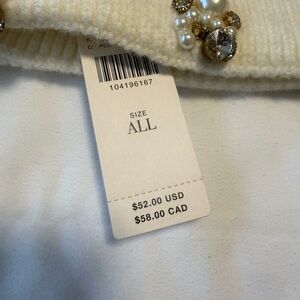 104196167
SIZE
ALL
$52.00 USD
$58.00 CAD